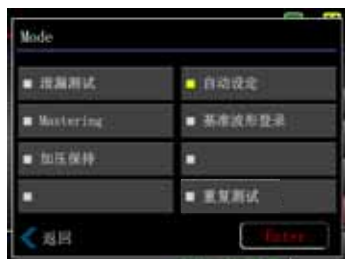 Mode
泄漏测试
自动设定
Mastering
基准波形登录
加压保持
重复测试
返回
Enter